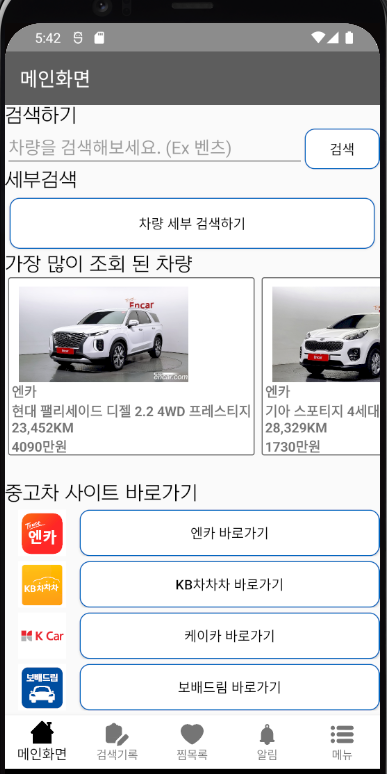 5:42
메인화면
검색하기
차량을 검색해보세요. (Ex 벤츠)
검색
세부검색
차량 세부 검색하기
가장 많이 조회 된 차량
Encar
encar.com
엔카
현대 팰리세이드 디젤 2.2 4WD 프레스티지
23,452KM
4090만원
엔카
기아 스포티지 4세대
28,329KM
1730만원
중고차 사이트 바로가기
엔카
엔카 바로가기
KB차차차
KB차차차 바로가기
K Car
케이카 바로가기
보배드림
보배드림 바로가기
메인화면
검색기록
찜목록
알림
메뉴